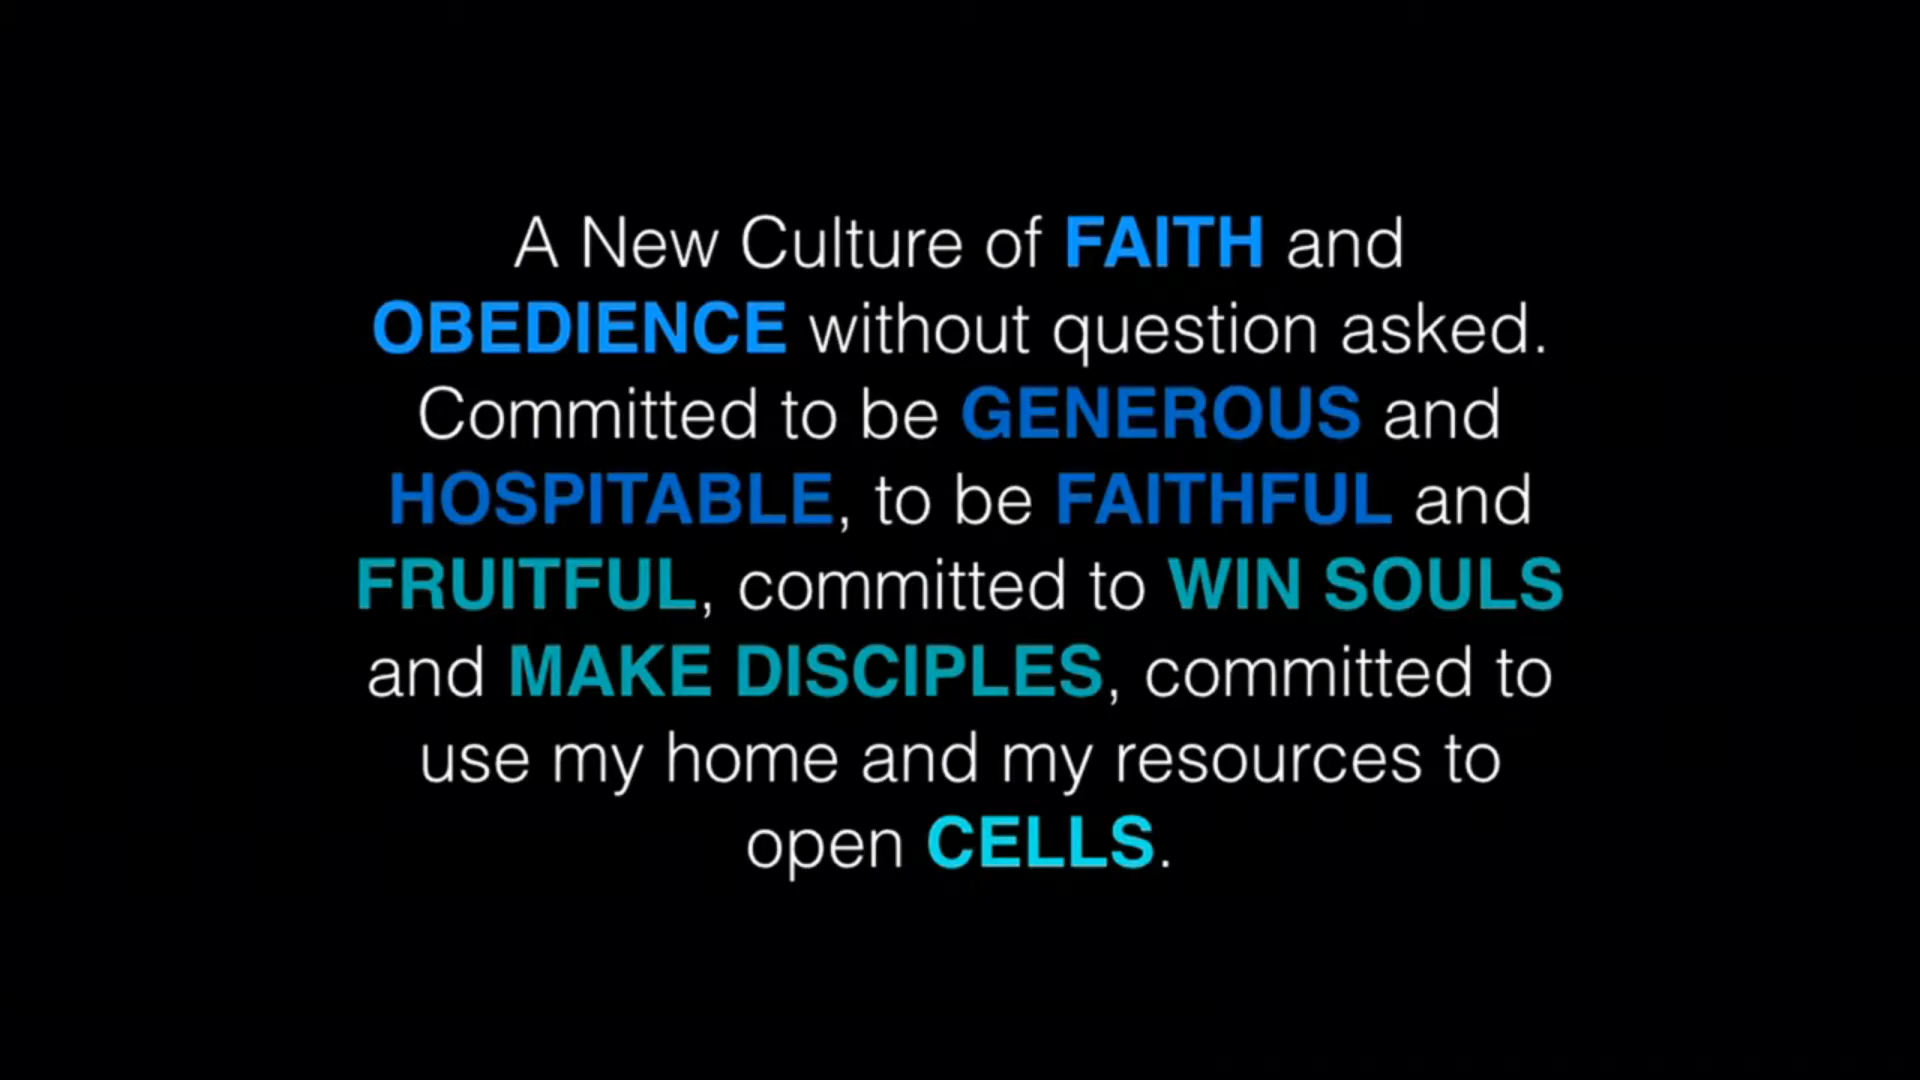 A New Culture of FAITH and
OBEDIENCE without question asked.
Committed to be GENEROUS and
HOSPITABLE, to be FAITHFUL and
FRUITFUL, committed to WIN SOULS
and MAKE DISCIPLES, committed to
use my home and my resources to
open CELLS.